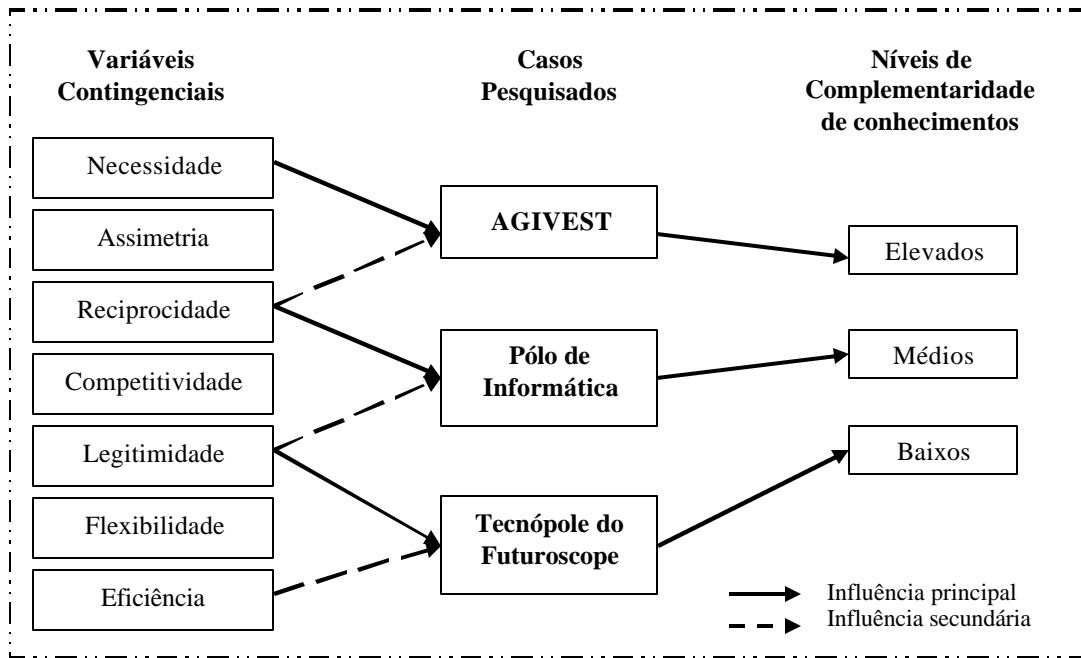 Variáveis
Contingenciais
Casos
Pesquisados
Níveis de
Complementaridade
de conhecimentos
Necessidade
Assimetria
Reciprocidade
Competitividade
Legitimidade
Flexibilidade
Eficiência
AGIVEST
Pólo de
Informática
Tecnópole do
Futuroscope
Elevados
Médios
Baixos
Influência principal
Influência secundária